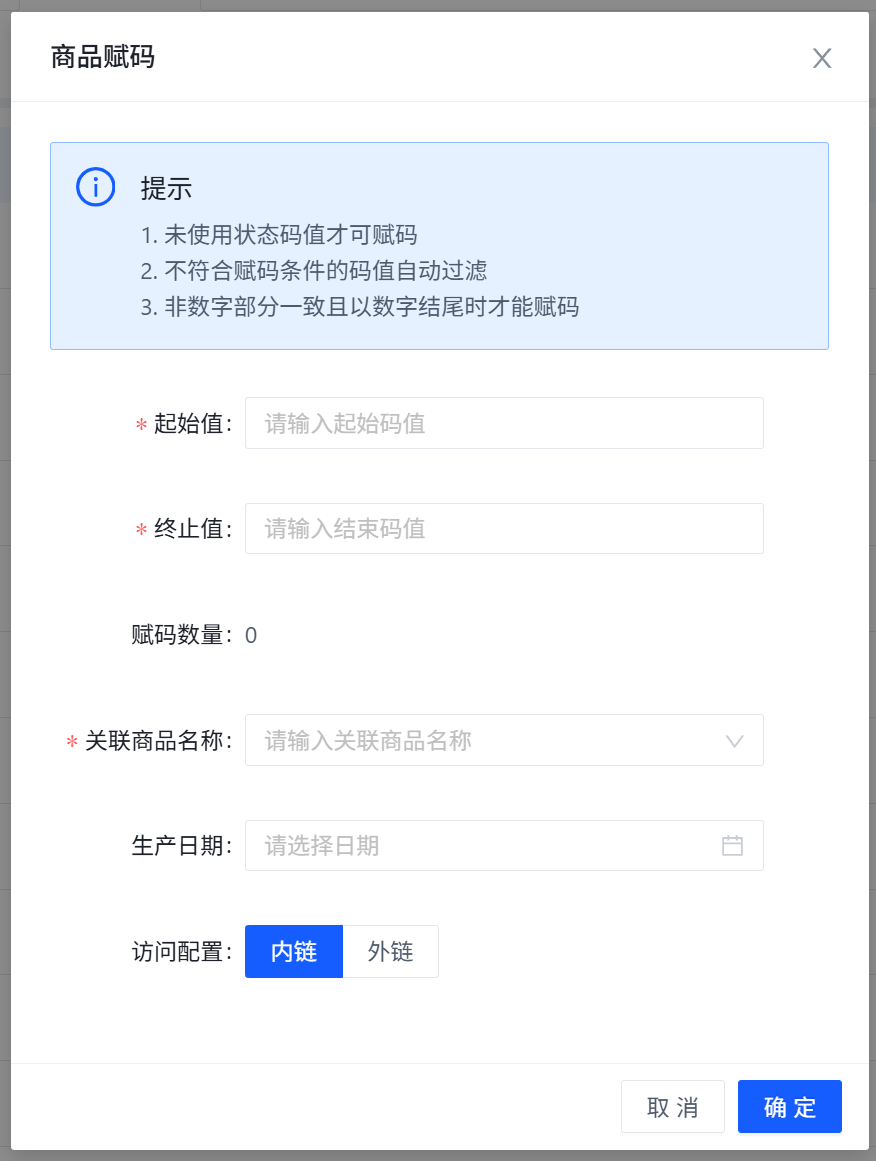 商品赋码
提示
1. 未使用状态码值才可赋码
2. 不符合赋码条件的码值自动过滤
3. 非数字部分一致且以数字结尾时才能赋码
* 起始值: 请输入起始码值
* 终止值: 请输入结束码值
赋码数量: 0
* 关联商品名称: 请输入关联商品名称
生产日期: 请选择日期
访问配置: 内链 外链
取 消 确 定